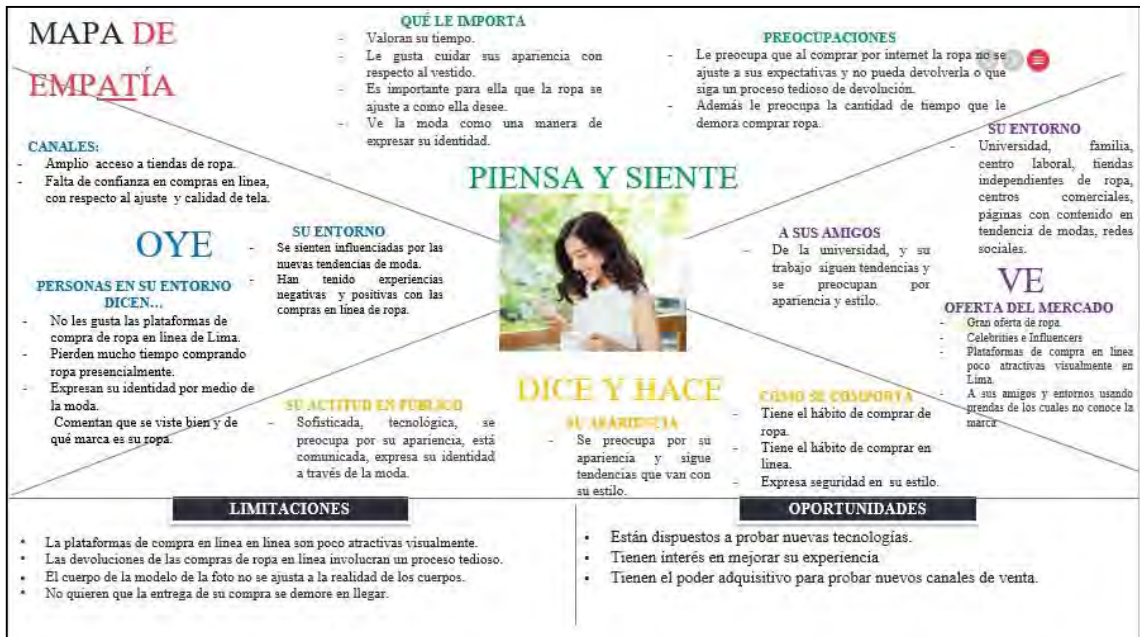 MAPA DE
EMPATÍA
QUÉ LE IMPORTA
- Valoran su tiempo.
- Le gusta cuidar sus apariencia con
respecto al vestido.
- Es importante para ella que la ropa se
ajuste a como ella desee.
- Ve la moda como una manera de
expresar su identidad.
PREOCUPACIONES
- Le preocupa que al comprar por internet la ropa no se
ajuste a sus expectativas y no pueda devolverla o que
siga un proceso tedioso de devolución.
- Además le preocupa la cantidad de tiempo que le
demora comprar ropa.
CANALES:
- Amplio acceso a tiendas de ropa.
- Falta de confianza en compras en línea,
con respecto al ajuste y calidad de tela.
PIENSA Y SIENTE
SU ENTORNO
- Universidad, familia,
centro laboral, tiendas
independientes de ropa,
centros comerciales,
páginas con contenido en
tendencia de modas, redes
sociales.
OYE
SU ENTORNO
- Se sienten influenciadas por las
nuevas tendencias de moda.
- Han tenido experiencias
negativas y positivas con las
compras en línea de ropa.
A SUS AMIGOS
- De la universidad, y su
trabajo siguen tendencias y
se preocupan por
apariencia y estilo.
VE
PERSONAS EN SU ENTORNO
DICEN…
- No les gusta las plataformas de
compra de ropa en línea de Lima.
- Pierden mucho tiempo comprando
ropa presencialmente.
- Expresan su identidad por medio de
la moda.
Comentan que se viste bien y de
qué marca es su ropa.
OFERTA DEL MERCADO
- Gran oferta de ropa.
- Celebrities e Influencers
- Plataformas de compra en línea
poco atractivas visualmente en
Lima.
- A sus amigos y entornos usando
prendas de los cuales no conoce la
marca
DICE Y HACE
SU ACTITUD EN PÚBLICO
- Sofisticada, tecnológica, se
preocupa por su apariencia, está
comunicada, expresa su identidad
a través de la moda.
SU APARIENCIA
- Se preocupa por su
apariencia y sigue
tendencias que van con
su estilo.
CÓMO SE COMPORTA
- Tiene el hábito de comprar de
ropa.
- Tiene el hábito de comprar en
línea.
- Expresa seguridad en su estilo.
LIMITACIONES
• La plataformas de compra en línea en línea son poco atractivas visualmente.
• Las devoluciones de las compras de ropa en línea involucran un proceso tedioso.
• El cuerpo de la modelo de la foto no se ajusta a la realidad de los cuerpos.
• No quieren que la entrega de su compra se demore en llegar.
OPORTUNIDADES
• Están dispuestos a probar nuevas tecnologías.
• Tienen interés en mejorar su experiencia
• Tienen el poder adquisitivo para probar nuevos canales de venta.